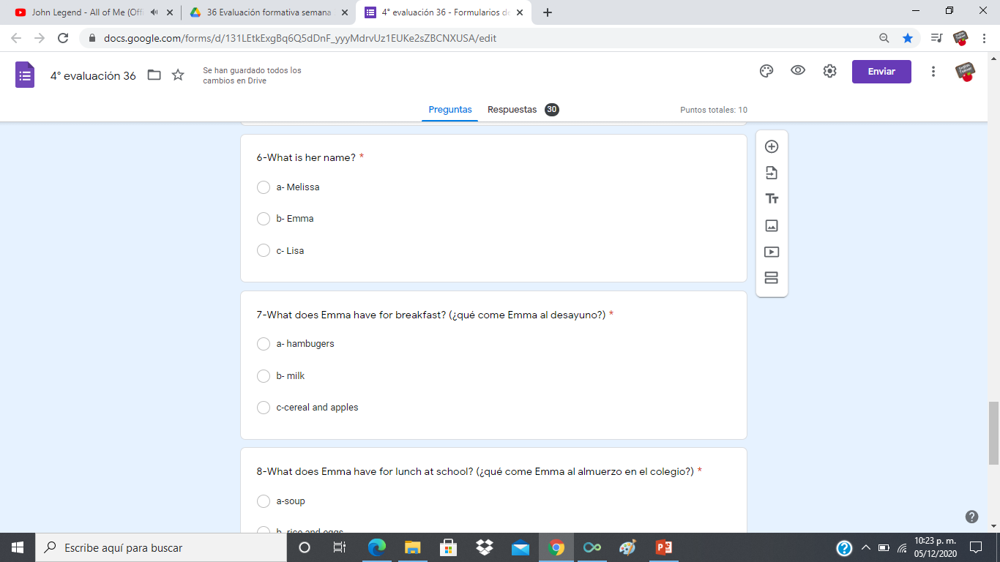 John Legend - All of Me (Offi
36 Evaluación formativa semana
4° evaluación 36 - Formularios de
docs.google.com/forms/d/131LEtkExgBq6Q5dDnF_yyyMdrvUz1EUKe2sZBCNXUSA/edit
4° evaluación 36
Se han guardado todos los
cambios en Drive
Enviar
Preguntas
Respuestas 30
Puntos totales: 10
6-What is her name? *
a- Melissa
b- Emma
c- Lisa
7-What does Emma have for breakfast? (¿qué come Emma al desayuno?) *
a- hambugers
b- milk
c-cereal and apples
8-What does Emma have for lunch at school? (¿qué come Emma al almuerzo en el colegio?) *
a-soup
b- rice and eggs
Escribe aquí para buscar
10:23 p. m.
05/12/2020